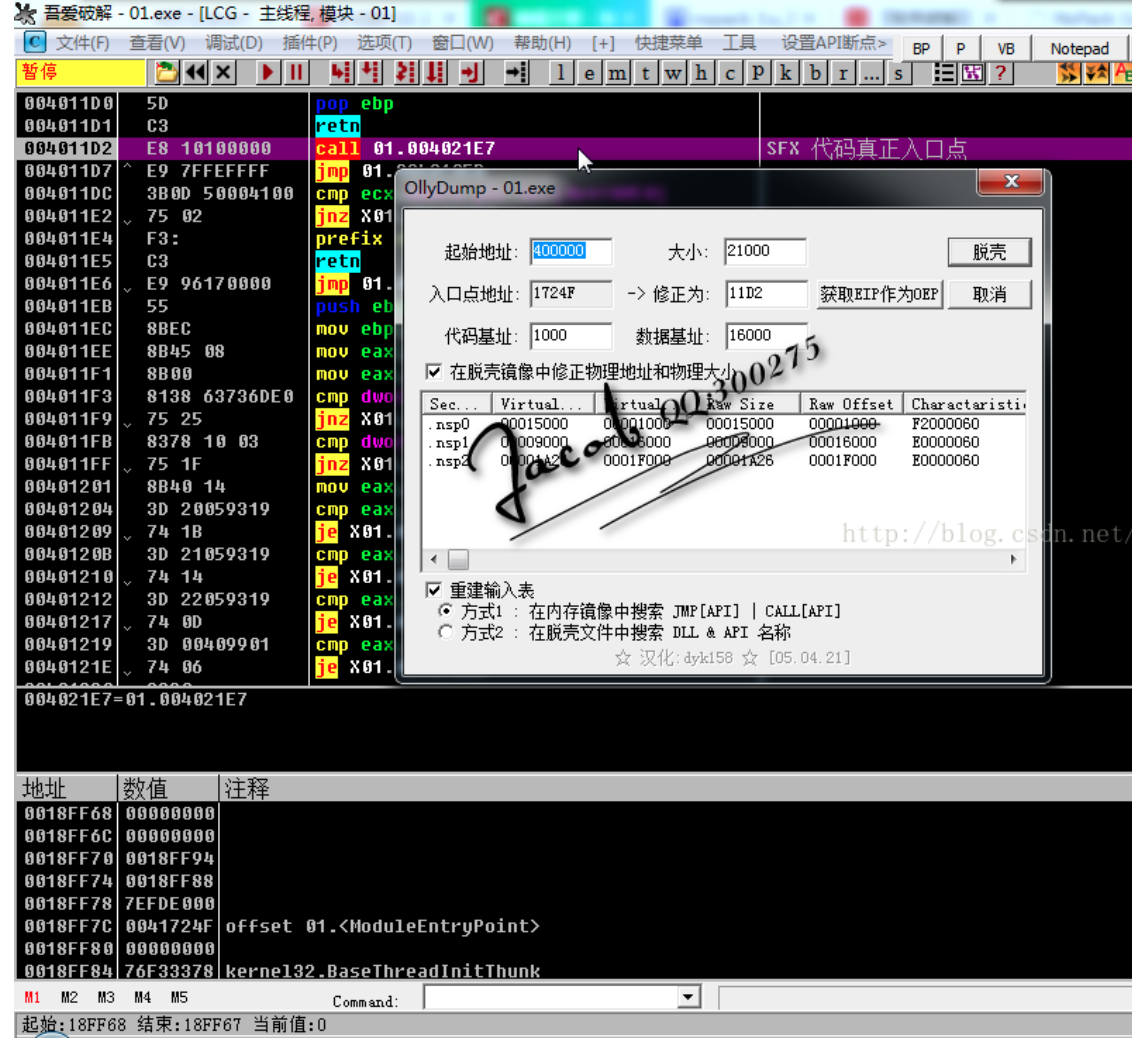 吾爱破解 - 01.exe - [LCG - 主线程, 模块 - 01]
文件(F) 查看(V) 调试(D) 插件(P) 选项(T) 窗口(W) 帮助(H) [+] 快捷菜单 工具 设置API断点> BP P VB Notepad
暂停 l e m t w h c P k b r ... s ?
004011D0 5D pop ebp
004011D1 C3 retn
004011D2 E8 10100000 call 01.004021E7 SFX 代码真正入口点
004011D7 ^ E9 7FFEFFFF jmp 01.
004011DC 3B0D 50004100 cmp ecx
004011E2 75 02 jnz X01
004011E4 F3: prefix
004011E5 C3 retn
004011E6 E9 96170000 jmp 01.
004011EB 55 push eb
004011EC 8BEC mov ebp
004011EE 8B45 08 mov eax
004011F1 8B00 mov eax
004011F3 8138 63736DE0 cmp dwo
004011F9 75 25 jnz X01
004011FB 8378 10 03 cmp dwo
004011FF 75 1F jnz X01
00401201 8B40 14 mov eax
00401204 3D 20059319 cmp eax
00401209 74 1B je X01.
0040120B 3D 21059319 cmp eax
00401210 74 14 je X01.
00401212 3D 22059319 cmp eax
00401217 74 0D je X01.
00401219 3D 00409901 cmp eax
0040121E 74 06 je X01.
OllyDump - 01.exe
起始地址: 400000 大小: 21000 脱壳
入口点地址: 1724F -> 修正为: 11D2 获取EIP作为OEP 取消
代码基址: 1000 数据基址: 16000
在脱壳镜像中修正物理地址和物理大小
Sec... Virtual... Virtual Raw Size Raw Offset Charactaristi
.nsp0 00015000 00001000 00015000 00001000 F2000060
.nsp1 00009000 00016000 00009000 00016000 E0000060
.nsp2 00001A26 0001F000 00001A26 0001F000 E0000060
Jacob QQ:300275
http://blog.csdn.net/
重建输入表
方式1 : 在内存镜像中搜索 JMP[API] | CALL[API]
方式2 : 在脱壳文件中搜索 DLL & API 名称
☆ 汉化:dyk158 ☆ [05.04.21]
004021E7=01.004021E7
地址 数值 注释
0018FF68 00000000
0018FF6C 00000000
0018FF70 0018FF94
0018FF74 0018FF88
0018FF78 7EFDE000
0018FF7C 0041724F offset 01.<ModuleEntryPoint>
0018FF80 00000000
0018FF84 76F33378 kernel32.BaseThreadInitThunk
M1 M2 M3 M4 M5 Command:
起始:18FF68 结束:18FF67 当前值:0